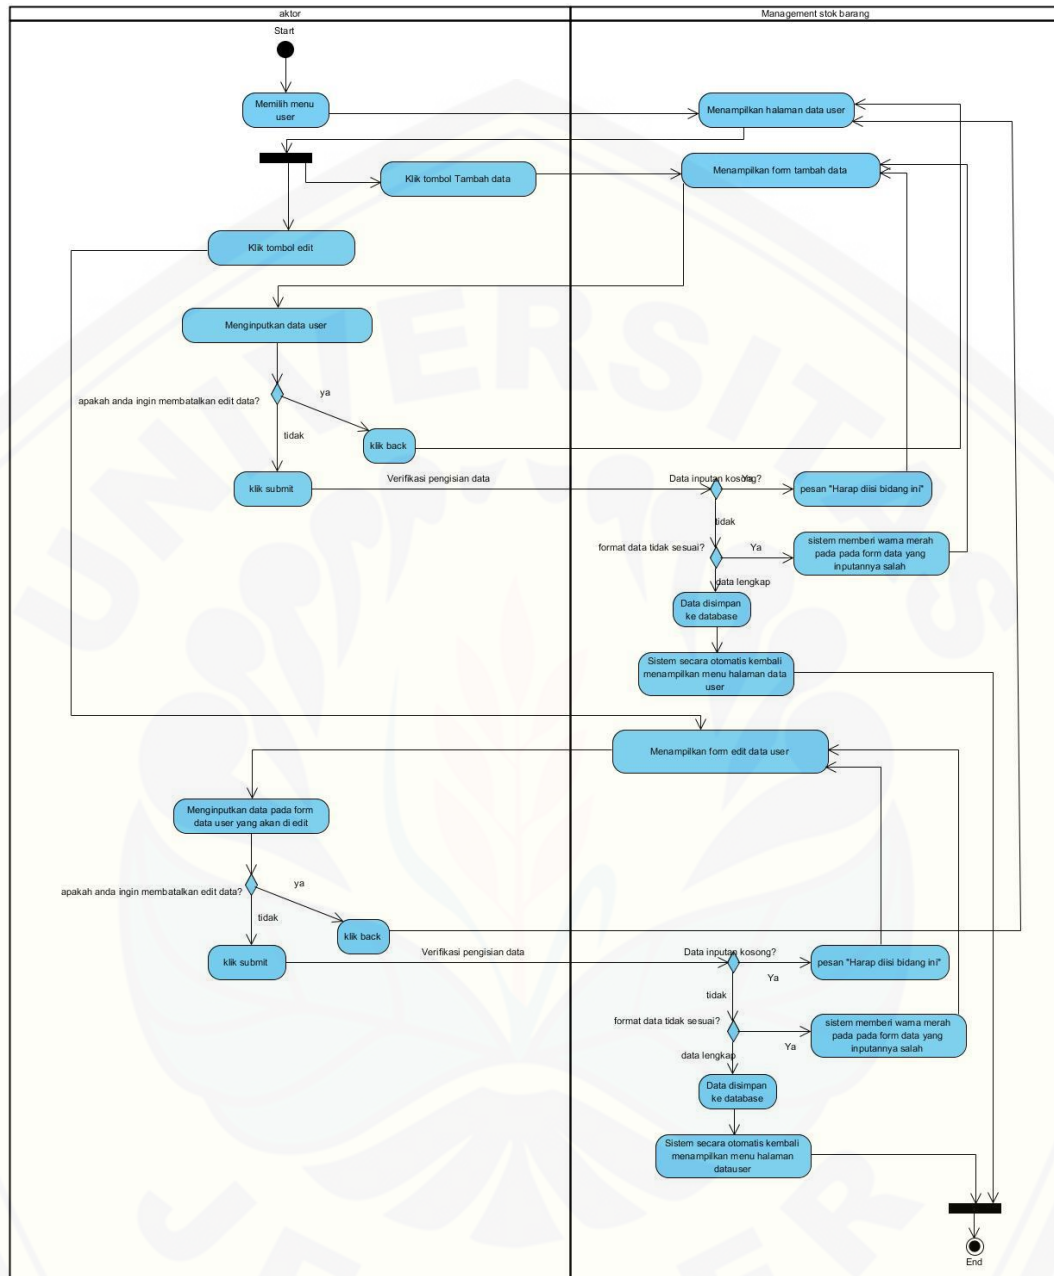 aktor
Management stok barang
Start
Memilih menu
user
Menampilkan halaman data user
Klik tombol Tambah data
Menampilkan form tambah data
Klik tombol edit
Menginputkan data user
apakah anda ingin membatalkan edit data?
ya
klik back
tidak
klik submit
Verifikasi pengisian data
Data inputan kosong?
Ya
pesan "Harap diisi bidang ini"
tidak
format data tidak sesuai?
Ya
sistem memberi warna merah
pada pada form data yang
inputannya salah
data lengkap
Data disimpan
ke database
Sistem secara otomatis kembali
menampilkan menu halaman data
user
Menampilkan form edit data user
Menginputkan data pada form
data user yang akan di edit
apakah anda ingin membatalkan edit data?
ya
klik back
tidak
klik submit
Verifikasi pengisian data
Data inputan kosong?
Ya
pesan "Harap diisi bidang ini"
tidak
format data tidak sesuai?
Ya
sistem memberi warna merah
pada pada form data yang
inputannya salah
data lengkap
Data disimpan
ke database
Sistem secara otomatis kembali
menampilkan menu halaman
datauser
End
UNIVERSITAS